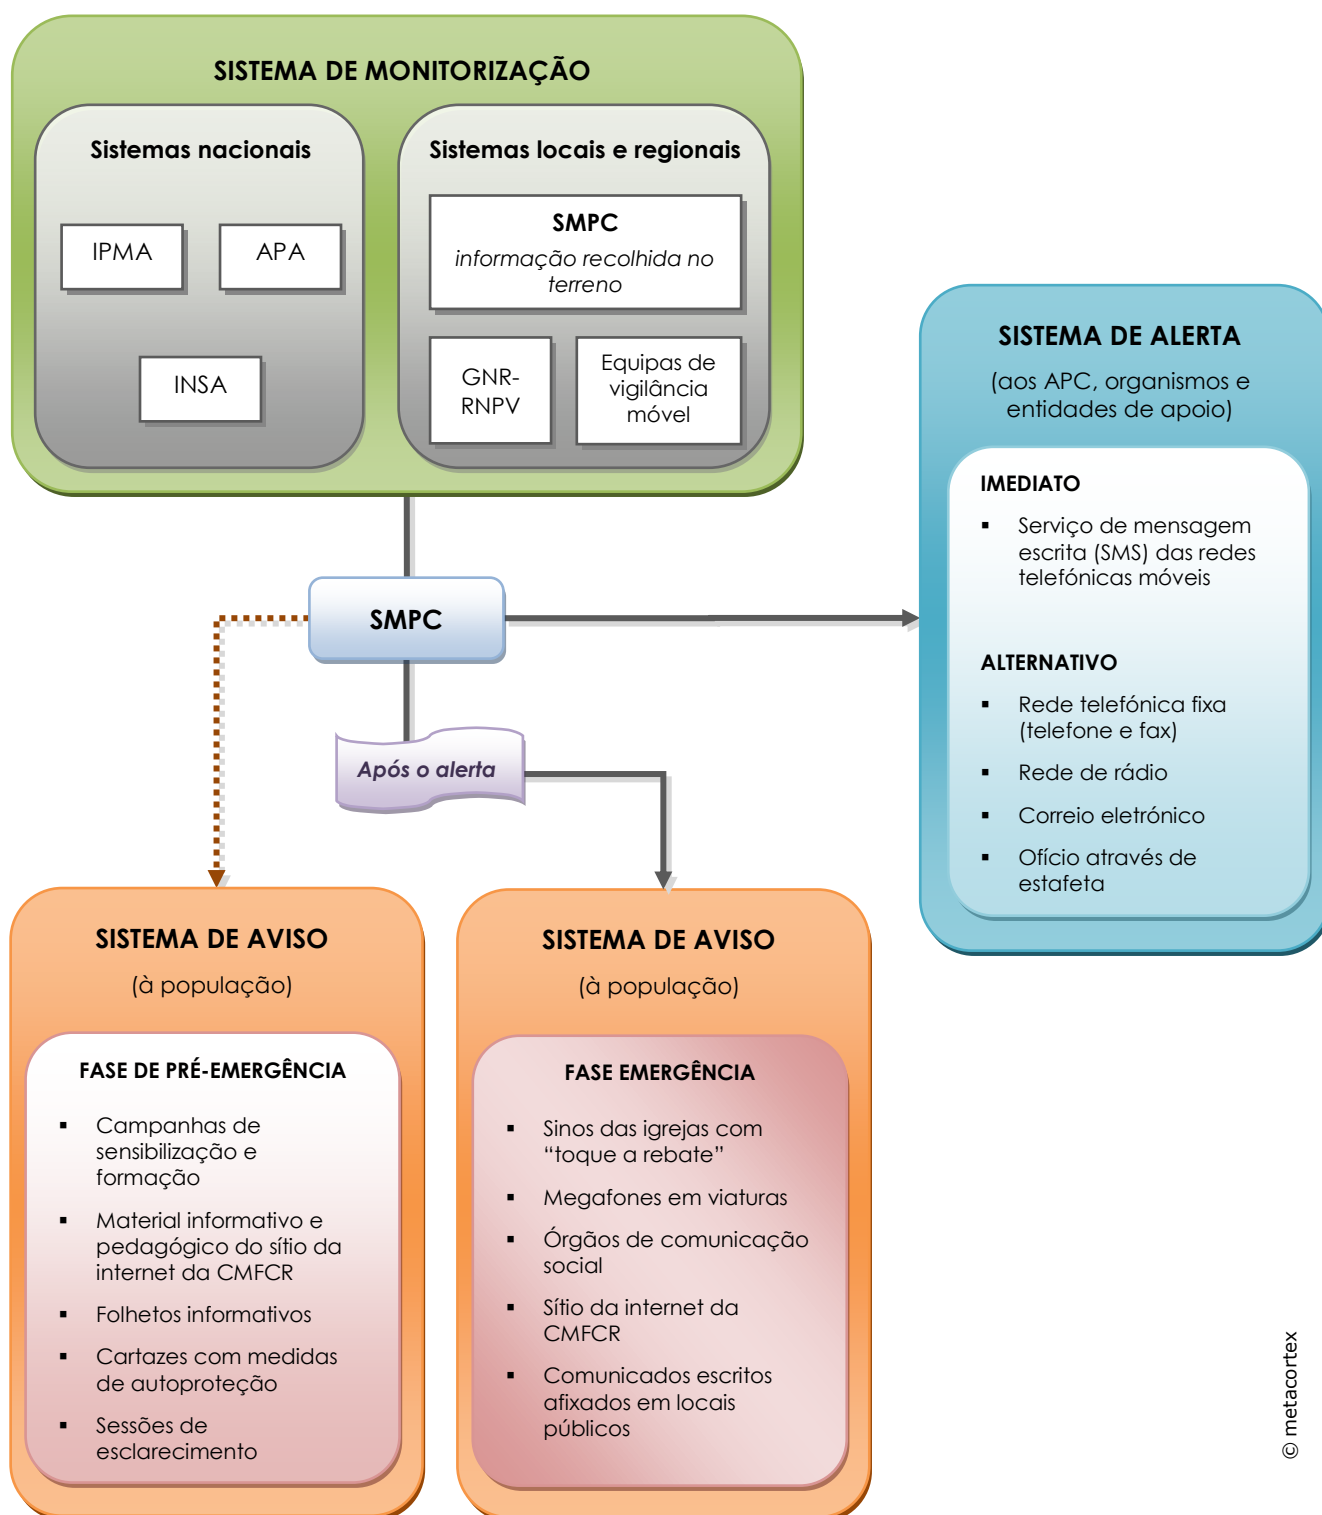 SISTEMA DE MONITORIZAÇÃO
Sistemas nacionais
IPMA
APA
INSA
Sistemas locais e regionais
SMPC
informação recolhida no
terreno
GNR-
RNPV
Equipas de
vigilância
móvel
SMPC
Após o alerta
SISTEMA DE ALERTA
(aos APC, organismos e
entidades de apoio)
IMEDIATO
▪ Serviço de mensagem
escrita (SMS) das redes
telefónicas móveis
ALTERNATIVO
▪ Rede telefónica fixa
(telefone e fax)
▪ Rede de rádio
▪ Correio eletrónico
▪ Ofício através de
estafeta
SISTEMA DE AVISO
(à população)
FASE DE PRÉ-EMERGÊNCIA
▪ Campanhas de
sensibilização e
formação
▪ Material informativo e
pedagógico do sítio da
internet da CMFCR
▪ Folhetos informativos
▪ Cartazes com medidas
de autoproteção
▪ Sessões de
esclarecimento
SISTEMA DE AVISO
(à população)
FASE EMERGÊNCIA
▪ Sinos das igrejas com
“toque a rebate”
▪ Megafones em viaturas
▪ Órgãos de comunicação
social
▪ Sítio da internet da
CMFCR
▪ Comunicados escritos
afixados em locais
públicos
© metacortex